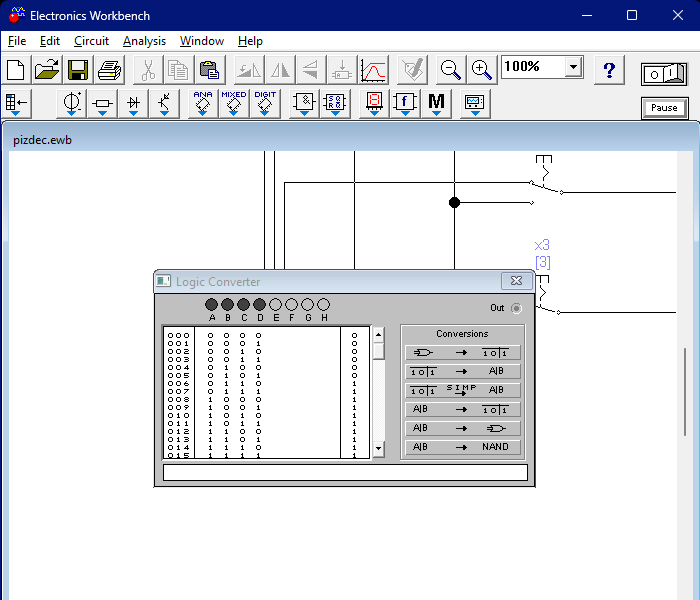 Electronics Workbench
File Edit Circuit Analysis Window Help
100%
?
ANA MIXED DIGIT
M
Pause
pizdec.ewb
x3
[3]
Logic Converter
A B C D E F G H
Out
000 0 0 0 0 0
001 0 0 0 1 0
002 0 0 1 0 0
003 0 0 1 1 0
004 0 1 0 0 0
005 0 1 0 1 0
006 0 1 1 0
007 0 1 1 1 1
008 1 0 0 0
009 1 0 0 1 1
010 1 0 1 0 1
011 1 0 1 1 1
012 1 1 0 0
013 1 1 0 1 1
014 1 1 1 0 1
015 1 1 1 1 1
Conversions
→ 1 0 1
1 0 1 → A|B
1 0 1 SIMP → A|B
A|B → 1 0 1
A|B →
A|B → NAND